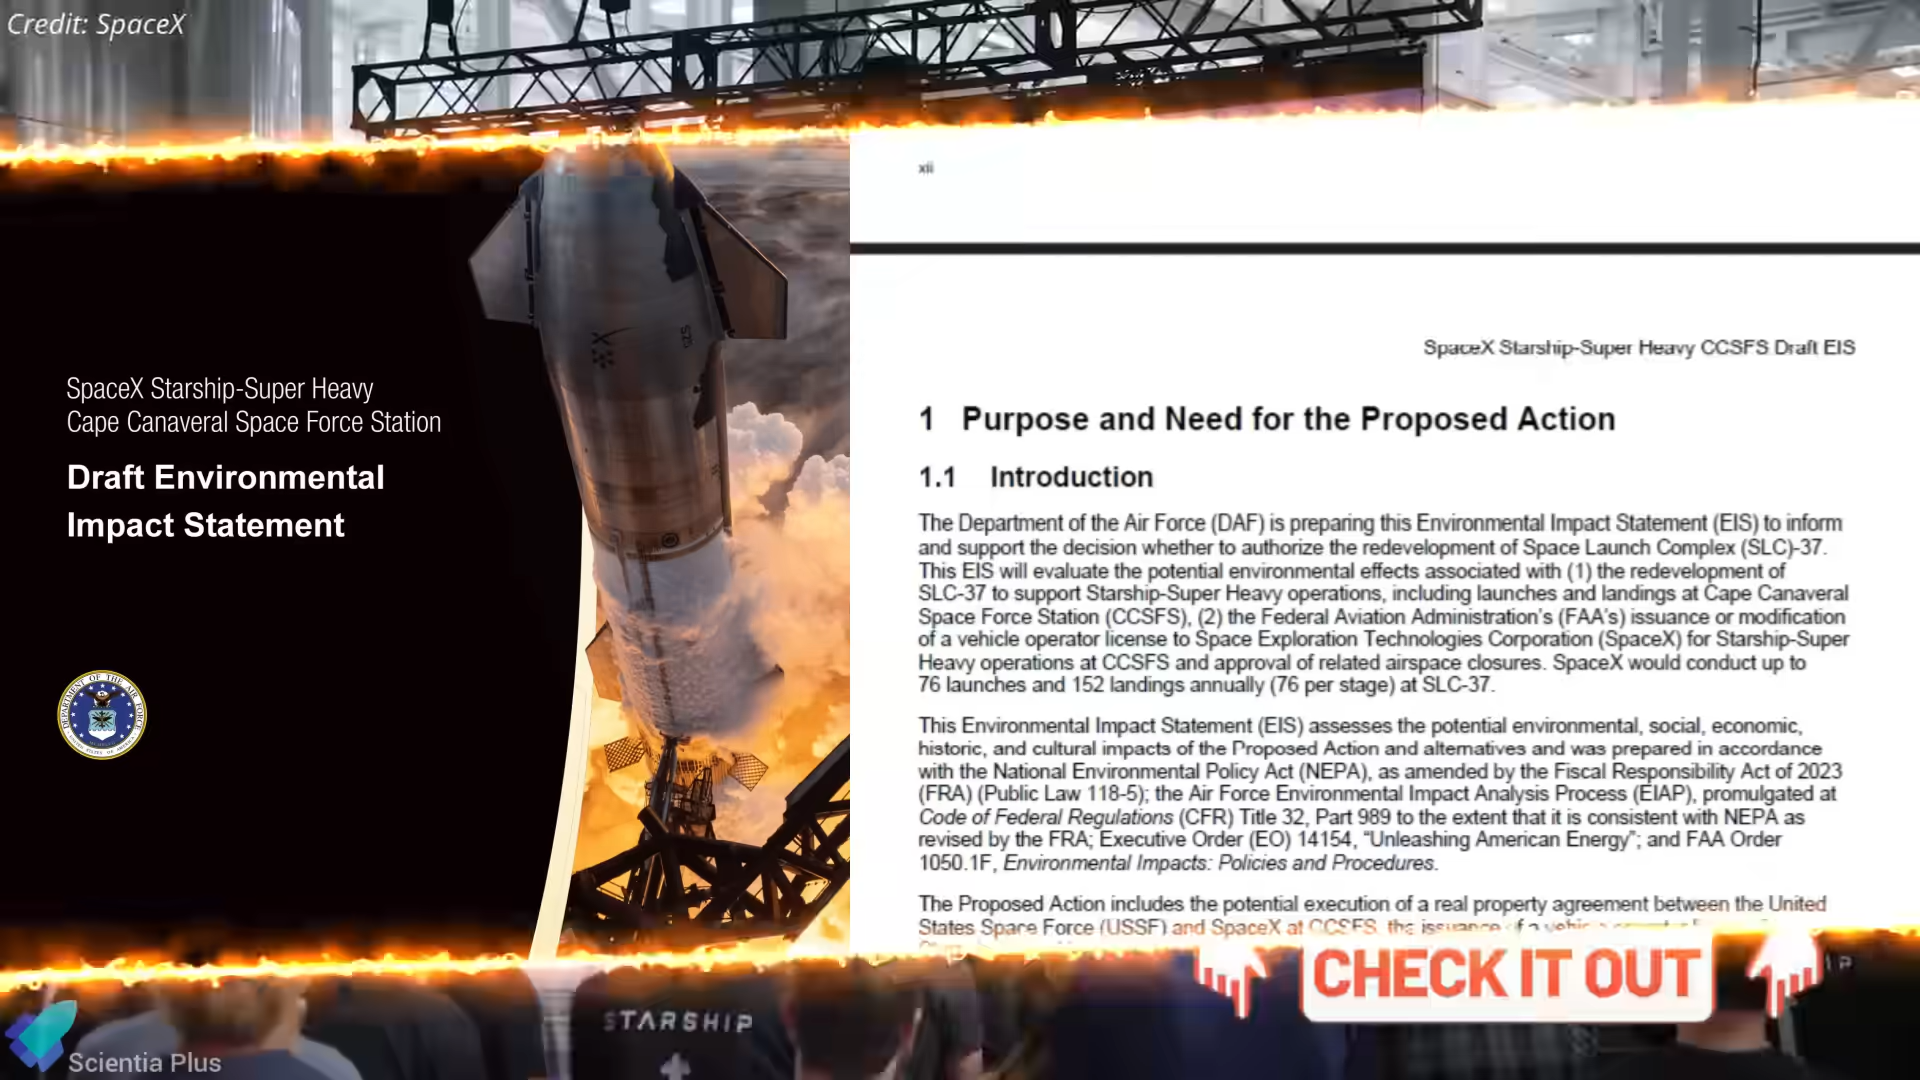 Credit: SpaceX
SpaceX Starship-Super Heavy
Cape Canaveral Space Force Station
Draft Environmental
Impact Statement
DEPARTMENT OF THE AIR FORCE
UNITED STATES OF AMERICA
xii
SpaceX Starship-Super Heavy CCSFS Draft EIS
1 Purpose and Need for the Proposed Action
1.1 Introduction
The Department of the Air Force (DAF) is preparing this Environmental Impact Statement (EIS) to inform
and support the decision whether to authorize the redevelopment of Space Launch Complex (SLC)-37.
This EIS will evaluate the potential environmental effects associated with (1) the redevelopment of
SLC-37 to support Starship-Super Heavy operations, including launches and landings at Cape Canaveral
Space Force Station (CCSFS), (2) the Federal Aviation Administration's (FAA's) issuance or modification
of a vehicle operator license to Space Exploration Technologies Corporation (SpaceX) for Starship-Super
Heavy operations at CCSFS and approval of related airspace closures. SpaceX would conduct up to
76 launches and 152 landings annually (76 per stage) at SLC-37.
This Environmental Impact Statement (EIS) assesses the potential environmental, social, economic,
historic, and cultural impacts of the Proposed Action and alternatives and was prepared in accordance
with the National Environmental Policy Act (NEPA), as amended by the Fiscal Responsibility Act of 2023
(FRA) (Public Law 118-5); the Air Force Environmental Impact Analysis Process (EIAP), promulgated at
Code of Federal Regulations (CFR) Title 32, Part 989 to the extent that it is consistent with NEPA as
revised by the FRA; Executive Order (EO) 14154, “Unleashing American Energy”; and FAA Order
1050.1F, Environmental Impacts: Policies and Procedures.
The Proposed Action includes the potential execution of a real property agreement between the United
States Space Force (USSF) and SpaceX at CCSFS, the issuance of a
CHECK IT OUT
STARSHIP
Scientia Plus